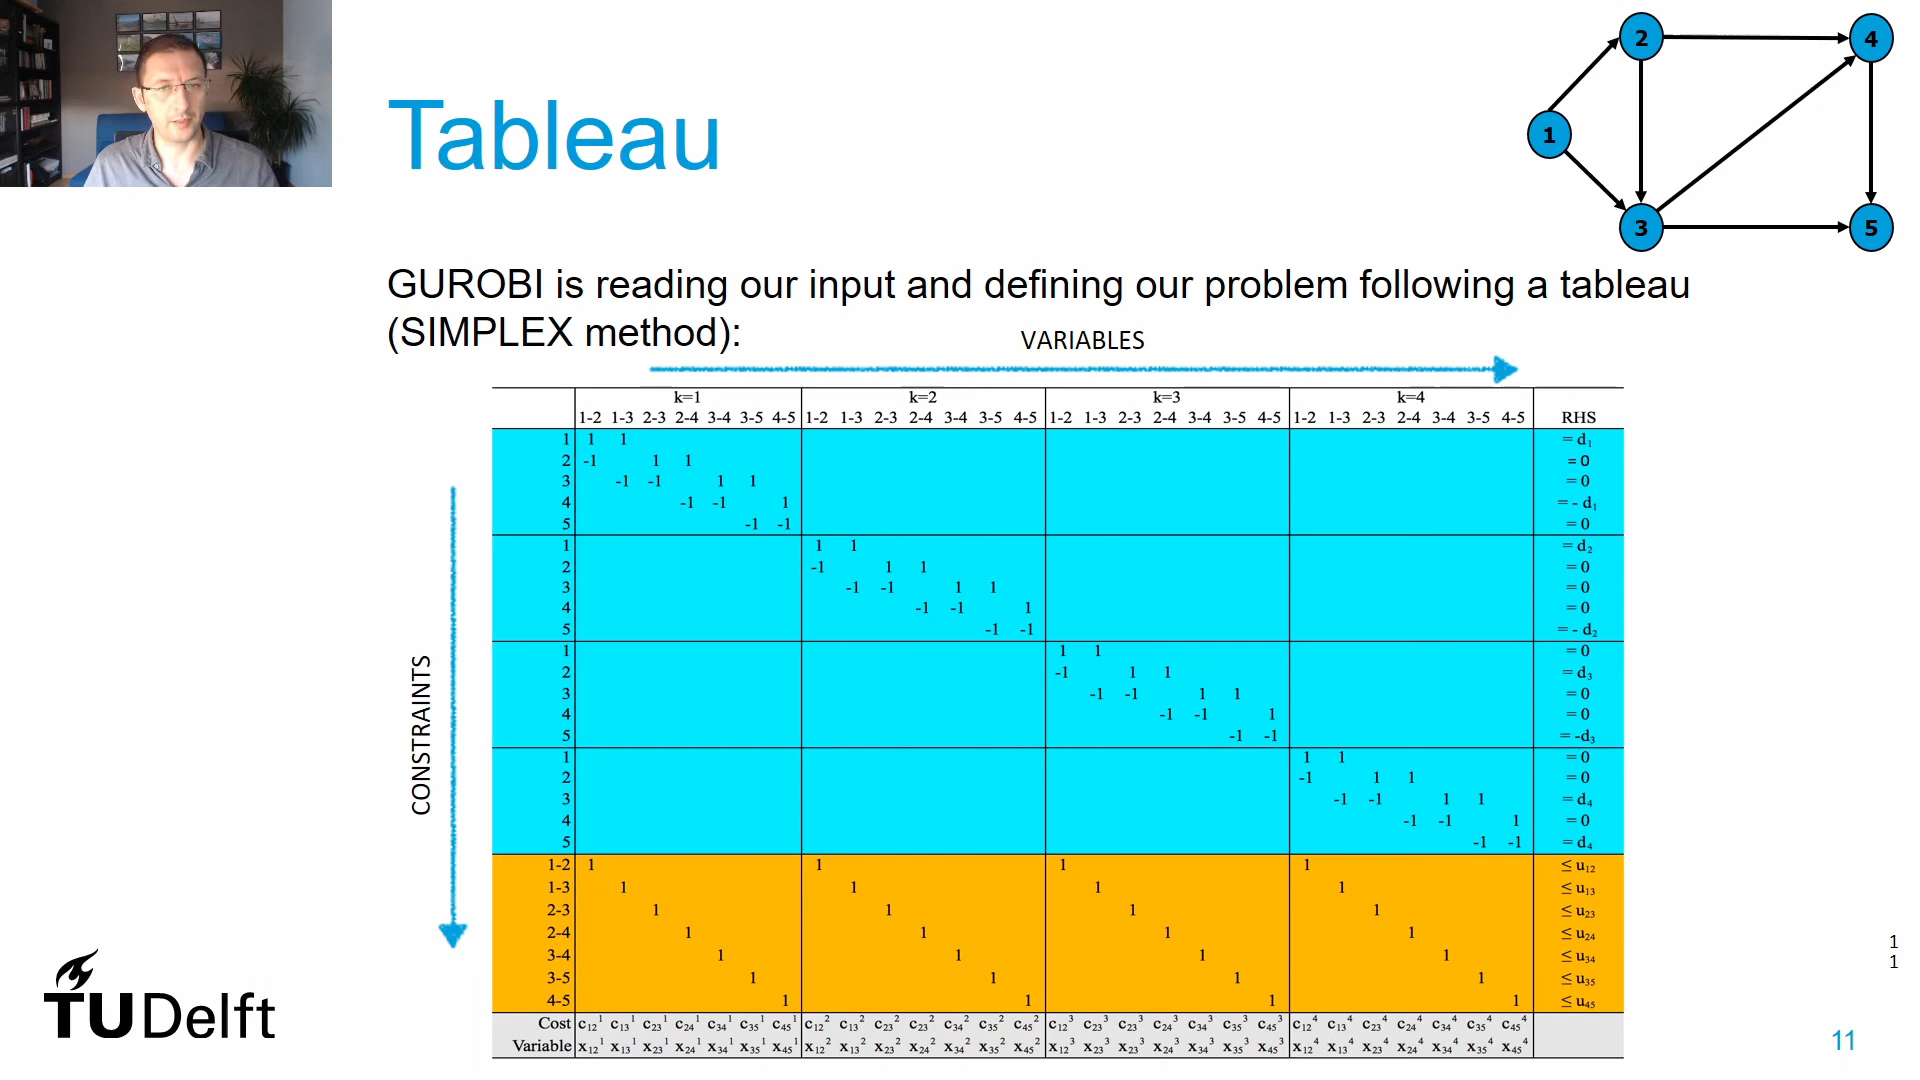 Tableau
1
2
3
4
5
GUROBI is reading our input and defining our problem following a tableau
(SIMPLEX method):
VARIABLES
CONSTRAINTS
k=1 k=2 k=3 k=4
1-2 1-3 2-3 2-4 3-4 3-5 4-5 1-2 1-3 2-3 2-4 3-4 3-5 4-5 1-2 1-3 2-3 2-4 3-4 3-5 4-5 1-2 1-3 2-3 2-4 3-4 3-5 4-5 RHS
1 1 1 = d₁
2 -1 1 1 = 0
3 -1 -1 1 1 = 0
4 -1 -1 1 = - d₁
5 -1 -1 = 0
1 1 1 = d₂
2 -1 1 1 = 0
3 -1 -1 1 1 = 0
4 -1 -1 1 = 0
5 -1 -1 = - d₂
1 1 1 = 0
2 -1 1 1 = d₃
3 -1 -1 1 1 = 0
4 -1 -1 1 = 0
5 -1 -1 = -d₃
1 1 1 = 0
2 -1 1 1 = 0
3 -1 -1 1 1 = d₄
4 -1 -1 1 = 0
5 -1 -1 = d₄
1-2 1 1 1 1 ≤ u₁₂
1-3 1 1 1 1 ≤ u₁₃
2-3 1 1 1 1 ≤ u₂₃
2-4 1 1 1 1 ≤ u₂₄
3-4 1 1 1 1 ≤ u₃₄
3-5 1 1 1 1 ≤ u₃₅
4-5 1 1 1 1 ≤ u₄₅
Cost c₁₂¹ c₁₃¹ c₂₃¹ c₂₄¹ c₃₄¹ c₃₅¹ c₄₅¹ c₁₂² c₁₃² c₂₃² c₂₃² c₃₄² c₃₅² c₄₅² c₁₂³ c₂₃³ c₂₃³ c₂₄³ c₃₄³ c₃₅³ c₄₅³ c₁₂⁴ c₁₃⁴ c₂₃⁴ c₂₄⁴ c₃₄⁴ c₃₅⁴ c₄₅⁴
Variable x₁₂¹ x₁₃¹ x₂₃¹ x₂₄¹ x₃₄¹ x₃₅¹ x₄₅¹ x₁₂² x₁₃² x₂₃² x₂₄² x₃₄² x₃₅² x₄₅² x₁₂³ x₂₃³ x₂₃³ x₂₄³ x₃₄³ x₃₅³ x₄₅³ x₁₂⁴ x₁₃⁴ x₂₃⁴ x₂₄⁴ x₃₄⁴ x₃₅⁴ x₄₅⁴
TUDelft
1
1
11